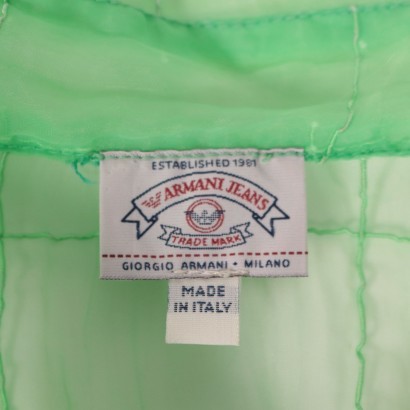 ESTABLISHED 1981
ARMANI JEANS
TRADE MARK
GIORGIO ARMANI • MILANO
MADE
IN ITALY